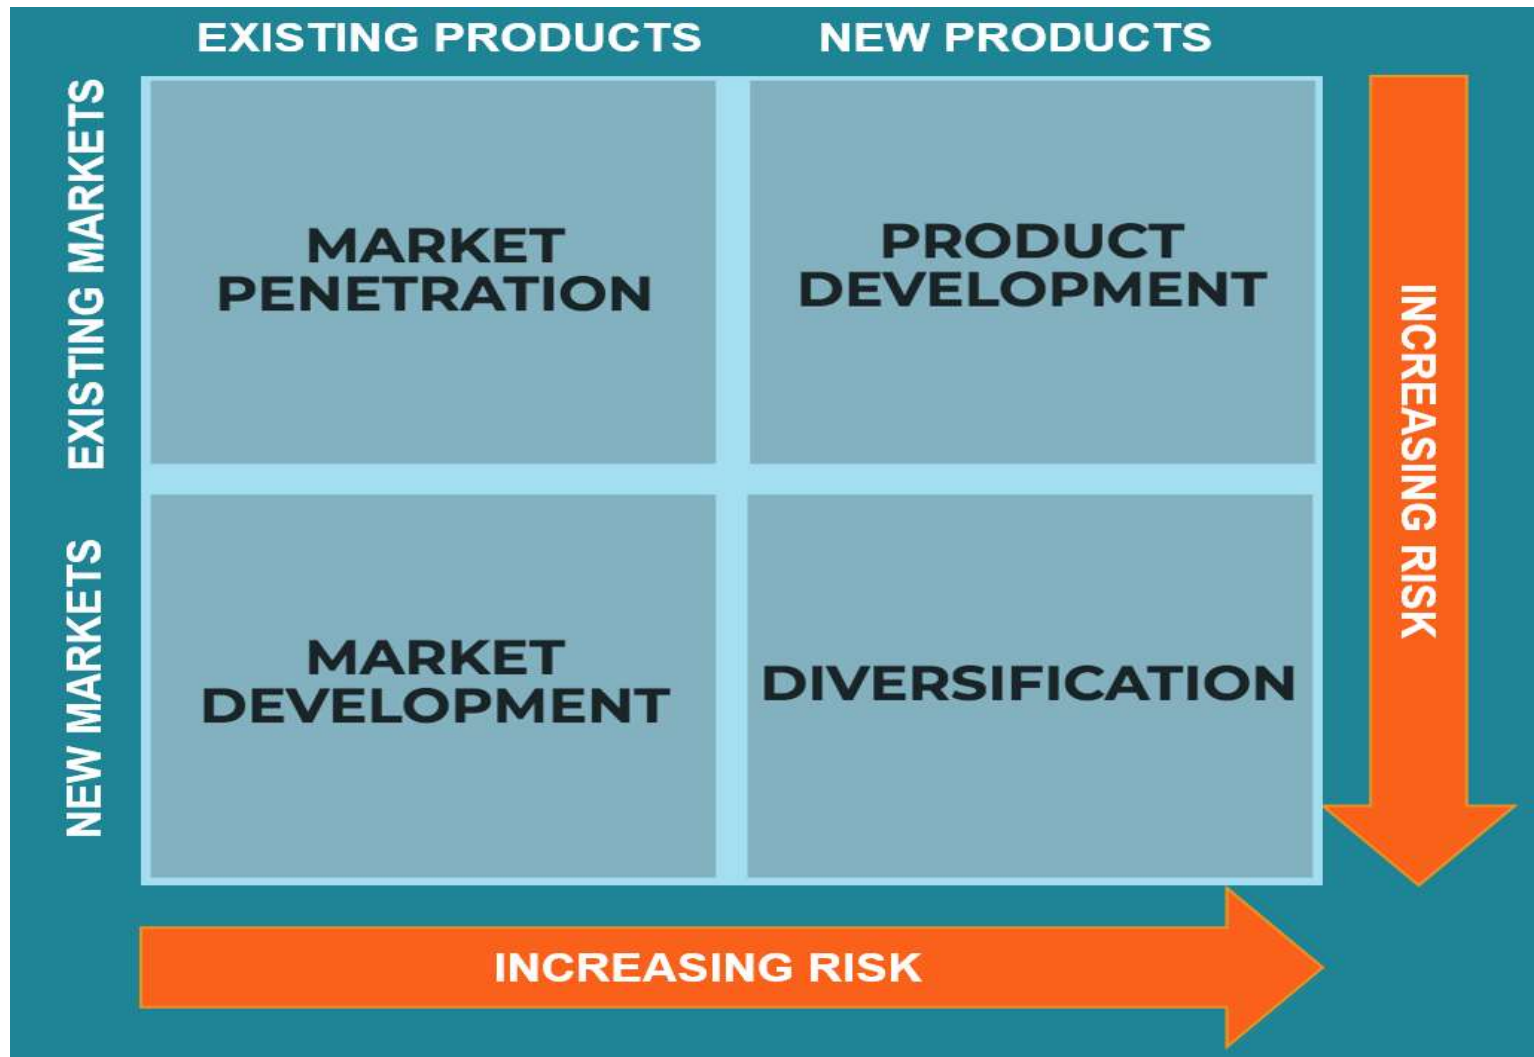 EXISTING PRODUCTS
NEW PRODUCTS
EXISTING MARKETS
MARKET
PENETRATION
PRODUCT
DEVELOPMENT
INCREASING RISK
NEW MARKETS
MARKET
DEVELOPMENT
DIVERSIFICATION
INCREASING RISK